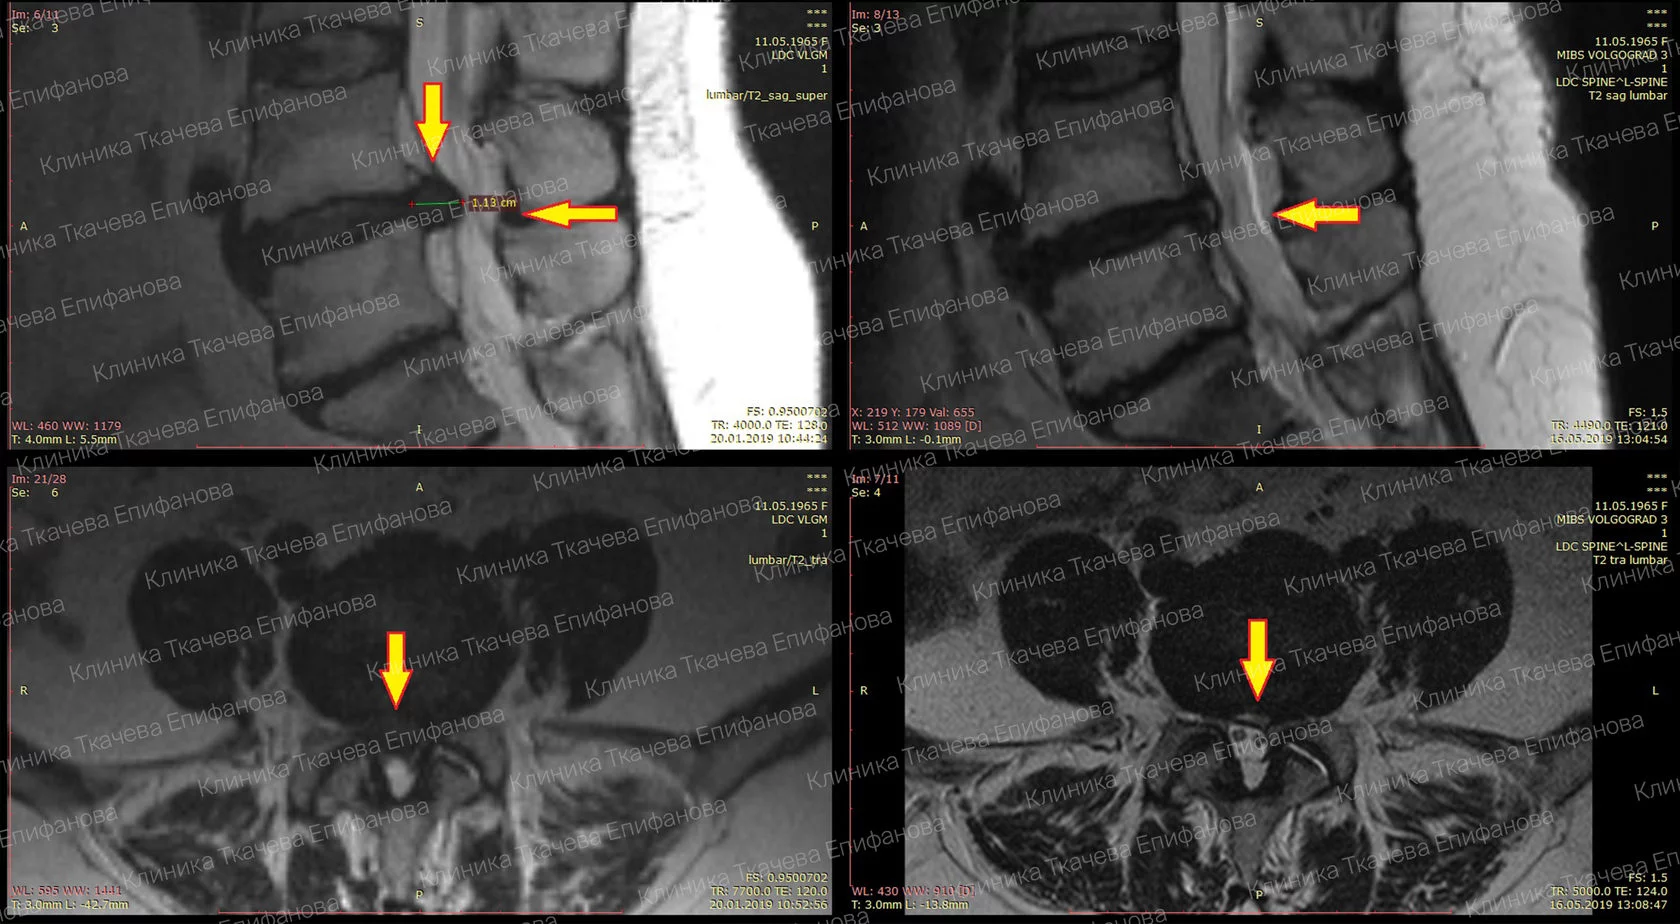 Im: 6/11
Se: 3
S
***
***
11.05.1965 F
LDC VLGM
1
lumbar/T2_sag_super
A
P
1.13 cm
WL: 460 WW: 1179
T: 4.0mm L: 5.5mm
I
FS: 0.9500702
TR: 4000.0 TE: 128.0
20.01.2019 10:44:24
Im: 8/13
Se: 3
S
***
***
11.05.1965 F
MIBS VOLGOGRAD 3
1
LDC SPINE^L-SPINE
T2 sag lumbar
A
P
X: 219 Y: 179 Val: 655
WL: 512 WW: 1089 [D]
T: 3.0mm L: -0.1mm
I
FS: 1.5
TR: 4490.0 TE: 121.0
16.05.2019 13:04:54
Im: 21/28
Se: 6
A
***
***
11.05.1965 F
LDC VLGM
1
lumbar/T2_tra
R
L
WL: 595 WW: 1441
T: 3.0mm L: -42.7mm
P
FS: 0.9500702
TR: 7700.0 TE: 120.0
20.01.2019 10:52:56
Im: 7/11
Se: 4
A
***
***
11.05.1965 F
MIBS VOLGOGRAD 3
1
LDC SPINE^L-SPINE
T2 tra lumbar
R
L
WL: 430 WW: 910 [D]
T: 3.0mm L: -13.8mm
P
FS: 1.5
TR: 5000.0 TE: 124.0
16.05.2019 13:08:47
Клиника Ткачева Епифанова